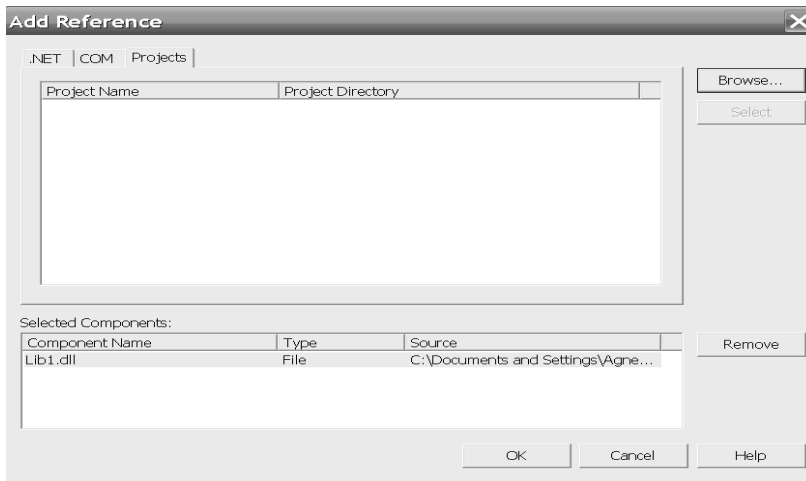 Add Reference
.NET COM Projects
Project Name Project Directory
Browse...
Select
Selected Components:
Component Name Type Source
Lib1.dll File C:\Documents and Settings\Agne...
Remove
OK Cancel Help